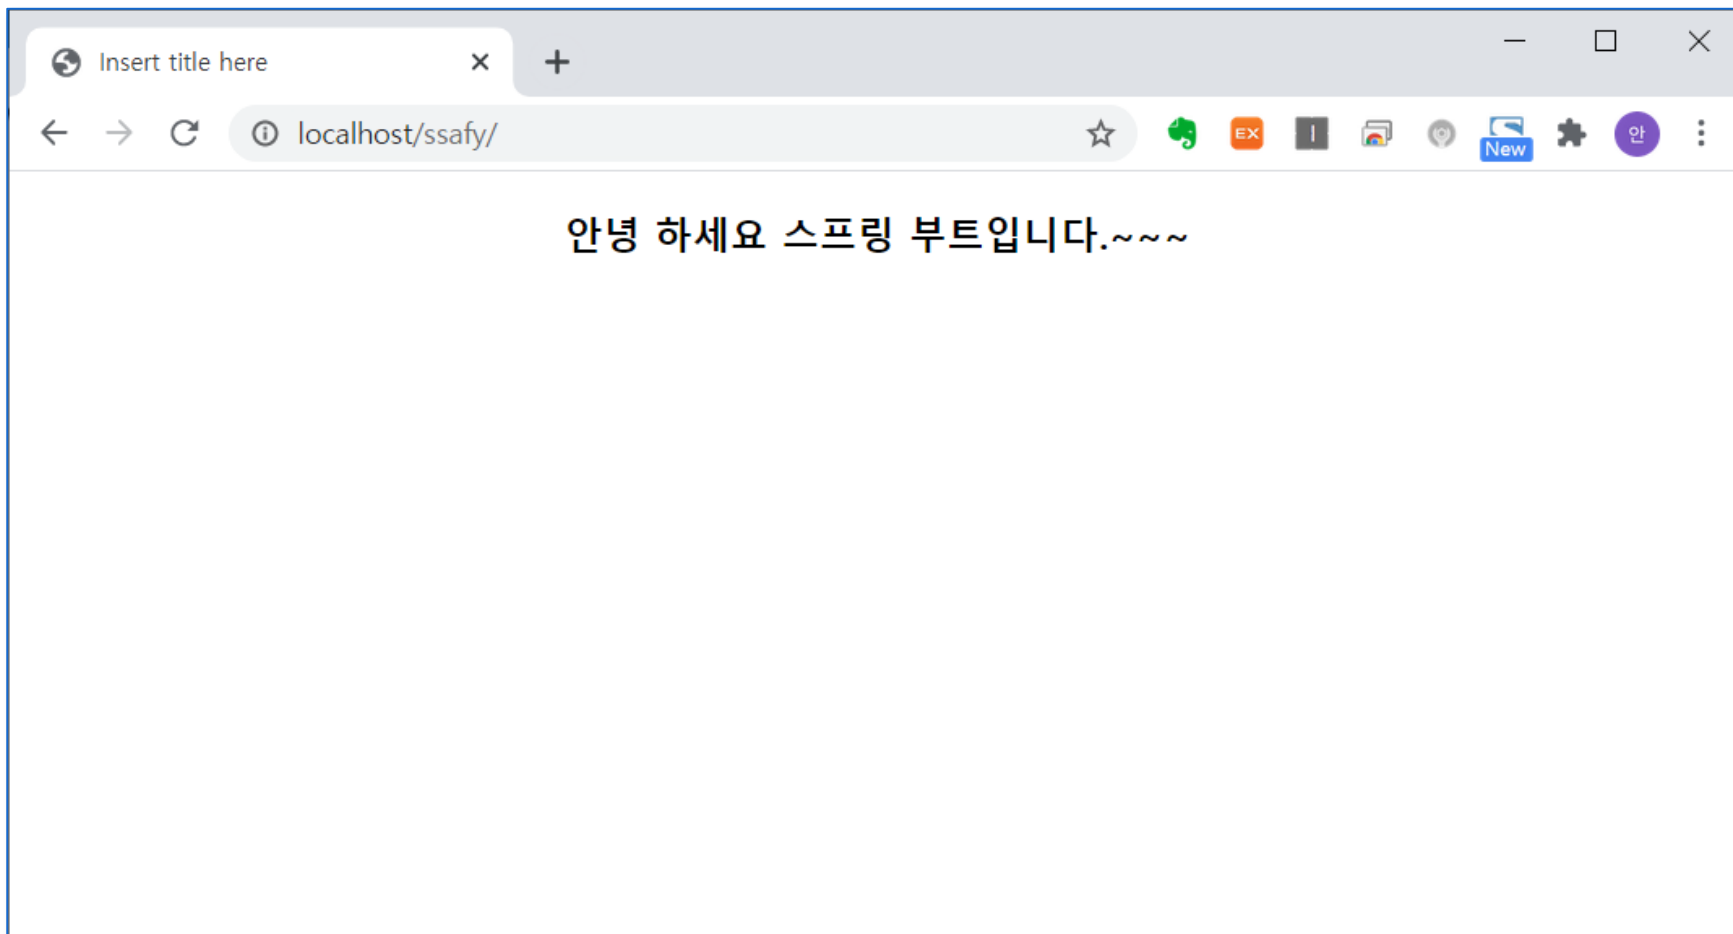 Insert title here
localhost/ssafy/
EX
New
안
안녕 하세요 스프링 부트입니다.~~~